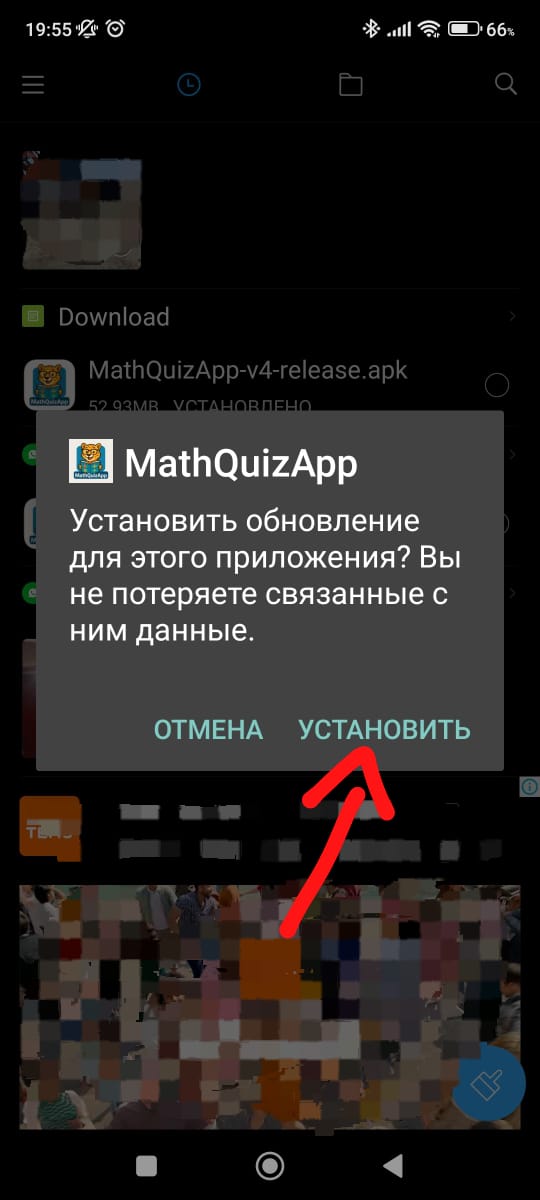 19:55
66%
Download
MathQuizApp-v4-release.apk
52.93MB УСТАНОВЛЕНО
MathQuizApp
Установить обновление
для этого приложения? Вы
не потеряете связанные с
ним данные.
ОТМЕНА УСТАНОВИТЬ